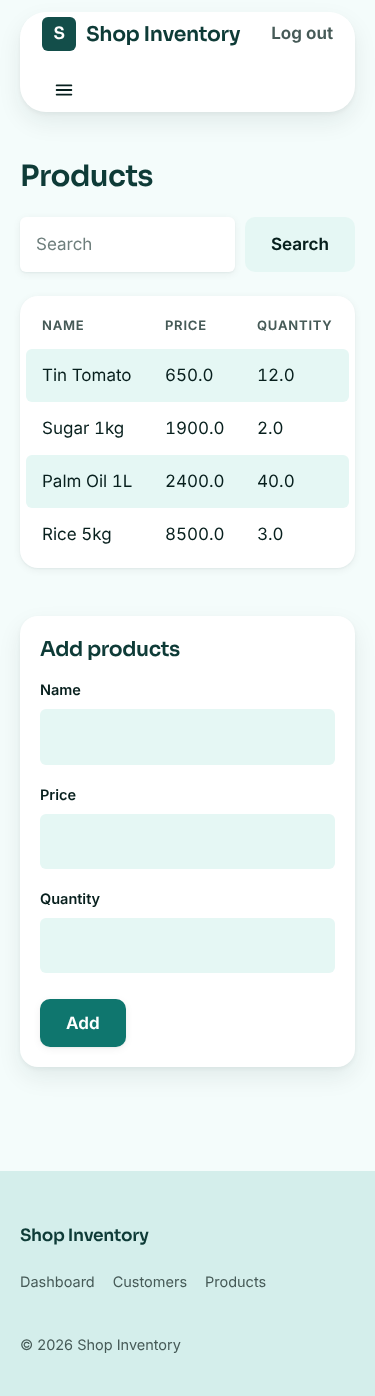 S Shop Inventory Log out
Products
Search Search
NAME PRICE QUANTITY
Tin Tomato 650.0 12.0
Sugar 1kg 1900.0 2.0
Palm Oil 1L 2400.0 40.0
Rice 5kg 8500.0 3.0
Add products
Name
Price
Quantity
Add
Shop Inventory
Dashboard Customers Products
© 2026 Shop Inventory